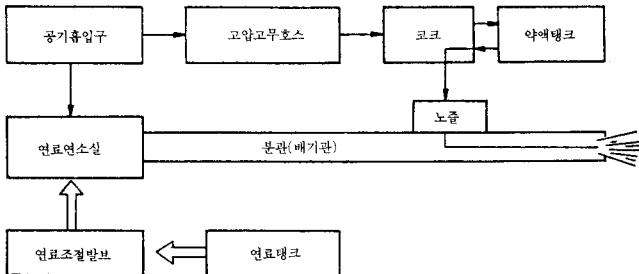 공기흡입구
고압고무호스
코크
약액탱크
노즐
연료연소실
분관(배기관)
연료조절발브
연료탱크